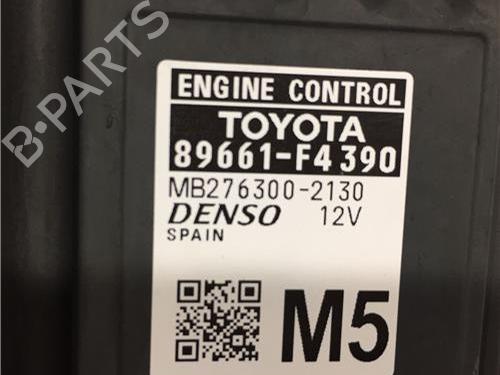 ENGINE CONTROL
TOYOTA
89661-F4390
MB276300-2130
DENSO 12V
SPAIN
M5
B-PARTS